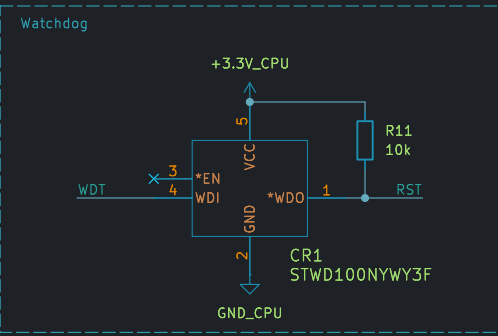 Watchdog
+3.3V_CPU
5
VCC
R11
10k
3
*EN
WDT
4
WDI
*WDO
1
RST
GND
2
CR1
STWD100NYWY3F
GND_CPU